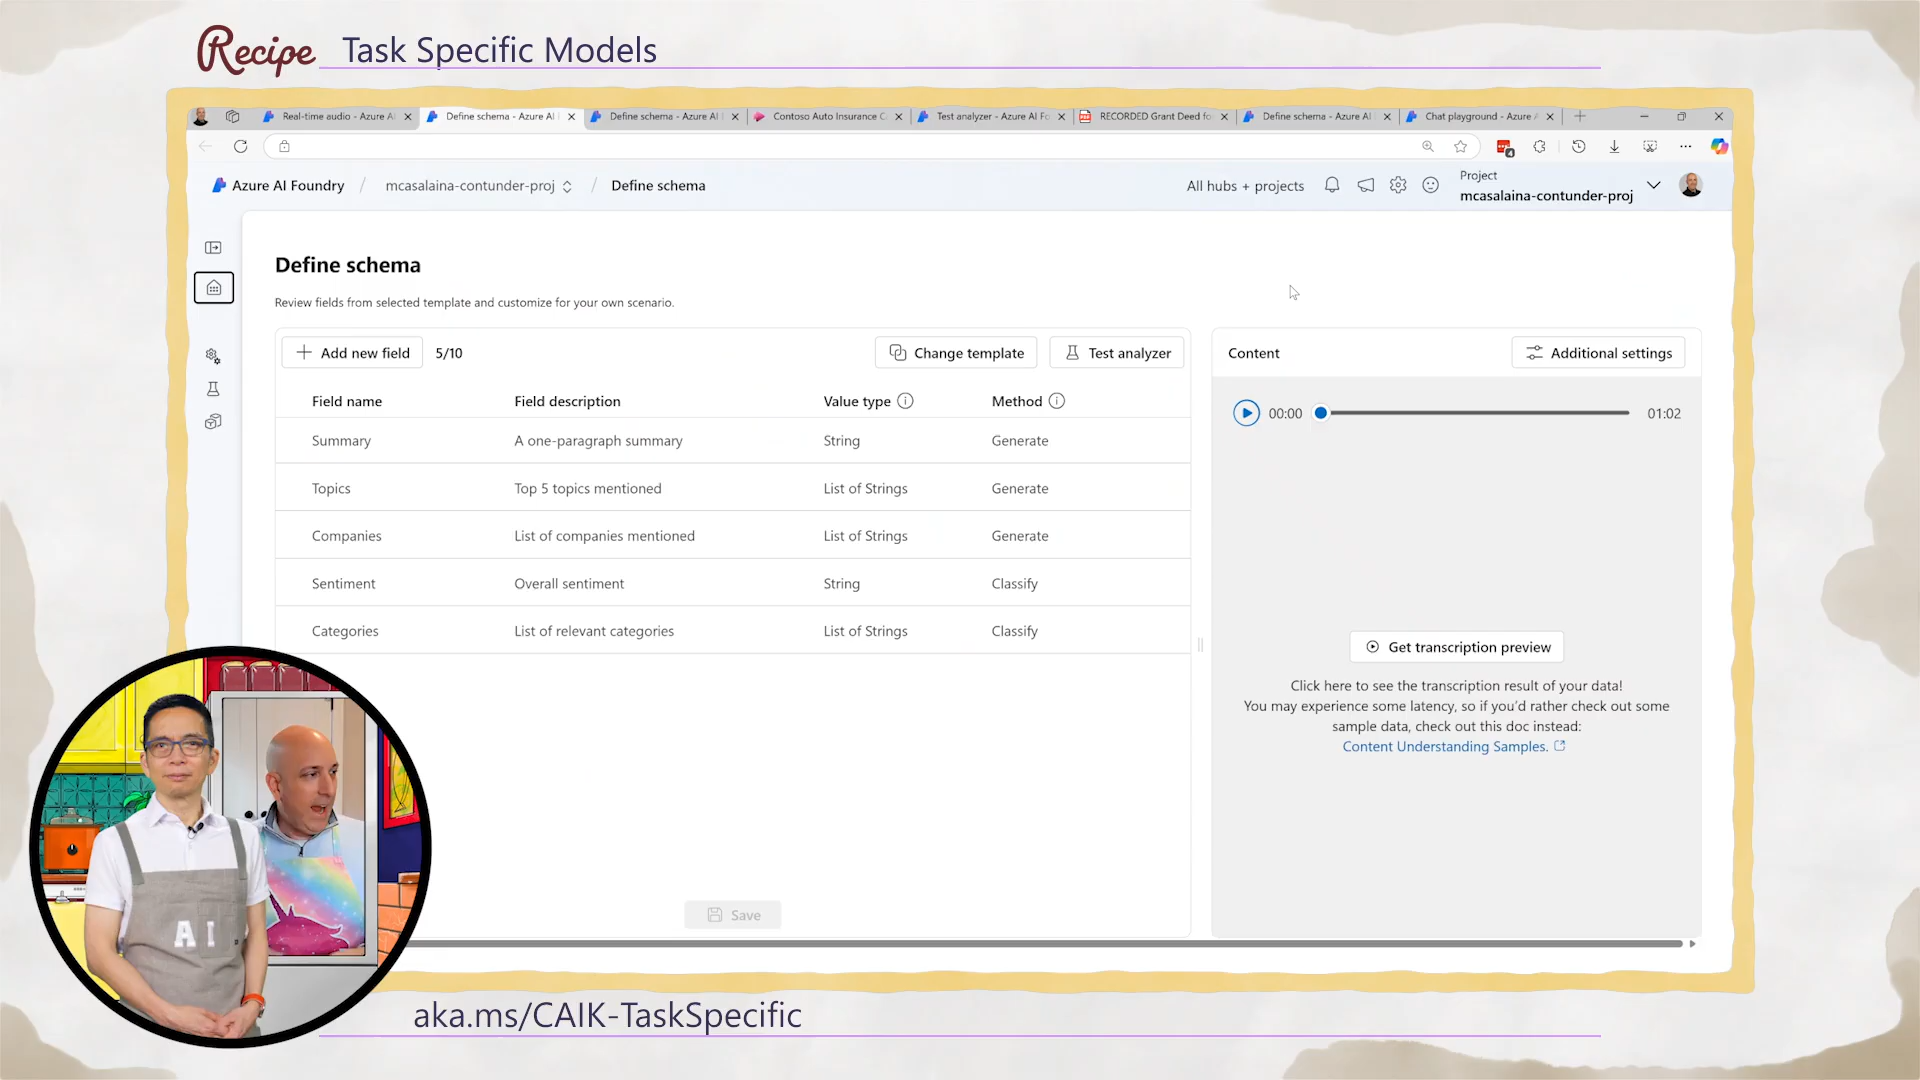 Recipe Task Specific Models
Real-time audio - Azure AI
Define schema - Azure AI
Define schema - Azure AI
Contoso Auto Insurance C
Test analyzer - Azure AI Fo
RECORDED Grant Deed fo
Define schema - Azure AI
Chat playground - Azure
4
Azure AI Foundry / mcasalaina-contunder-proj / Define schema
All hubs + projects
Project
mcasalaina-contunder-proj
Define schema
Review fields from selected template and customize for your own scenario.
Add new field 5/10 Change template Test analyzer
Field name Field description Value type Method
Summary A one-paragraph summary String Generate
Topics Top 5 topics mentioned List of Strings Generate
Companies List of companies mentioned List of Strings Generate
Sentiment Overall sentiment String Classify
Categories List of relevant categories List of Strings Classify
Save
Content Additional settings
00:00 01:02
Get transcription preview
Click here to see the transcription result of your data!
You may experience some latency, so if you'd rather check out some
sample data, check out this doc instead:
Content Understanding Samples.
AI
aka.ms/CAIK-TaskSpecific